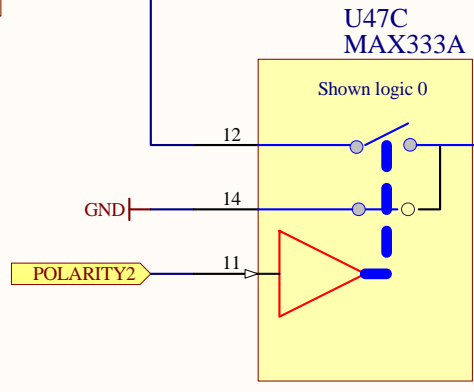 U47C
MAX333A
Shown logic 0
12
14
GND
11
POLARITY2